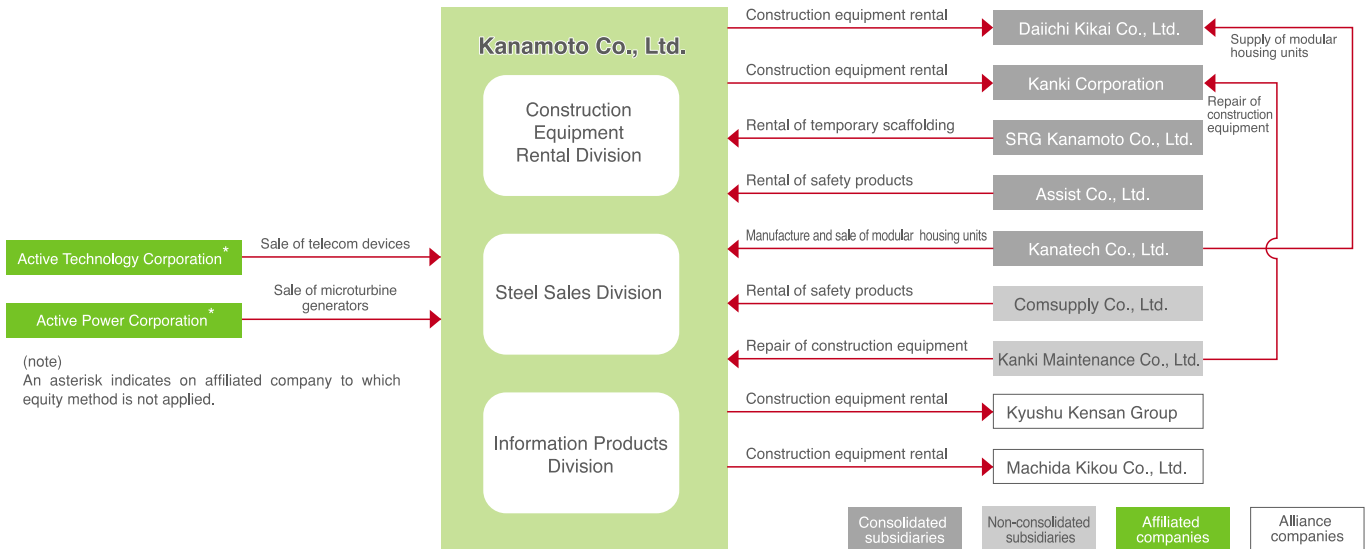 Kanamoto Co., Ltd.
Construction
Equipment
Rental Division
Steel Sales Division
Information Products
Division
Active Technology Corporation*
Sale of telecom devices
Active Power Corporation*
Sale of microturbine
generators
(note)
An asterisk indicates on affiliated company to which
equity method is not applied.
Construction equipment rental
Daiichi Kikai Co., Ltd.
Supply of modular
housing units
Construction equipment rental
Kanki Corporation
Repair of
construction
equipment
Rental of temporary scaffolding
SRG Kanamoto Co., Ltd.
Rental of safety products
Assist Co., Ltd.
Manufacture and sale of modular housing units
Kanatech Co., Ltd.
Rental of safety products
Comsupply Co., Ltd.
Repair of construction equipment
Kanki Maintenance Co., Ltd.
Construction equipment rental
Kyushu Kensan Group
Construction equipment rental
Machida Kikou Co., Ltd.
Consolidated
subsidiaries
Non-consolidated
subsidiaries
Affiliated
companies
Alliance
companies